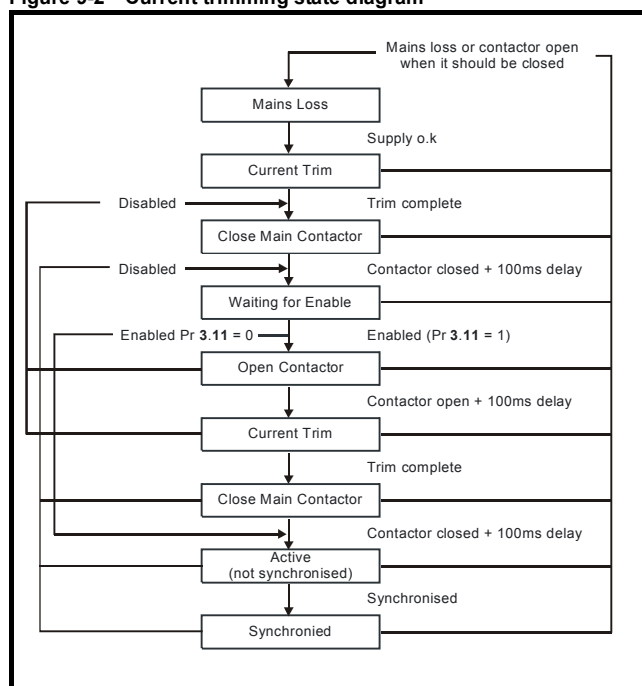 Figure 9-2 Current trimming state diagram
Mains loss or contactor open
when it should be closed
Mains Loss
Supply o.k
Current Trim
Disabled
Trim complete
Close Main Contactor
Disabled
Contactor closed + 100ms delay
Waiting for Enable
Enabled Pr 3.11 = 0
Enabled (Pr 3.11 = 1)
Open Contactor
Contactor open + 100ms delay
Current Trim
Trim complete
Close Main Contactor
Contactor closed + 100ms delay
Active
(not synchronised)
Synchronised
Synchronied